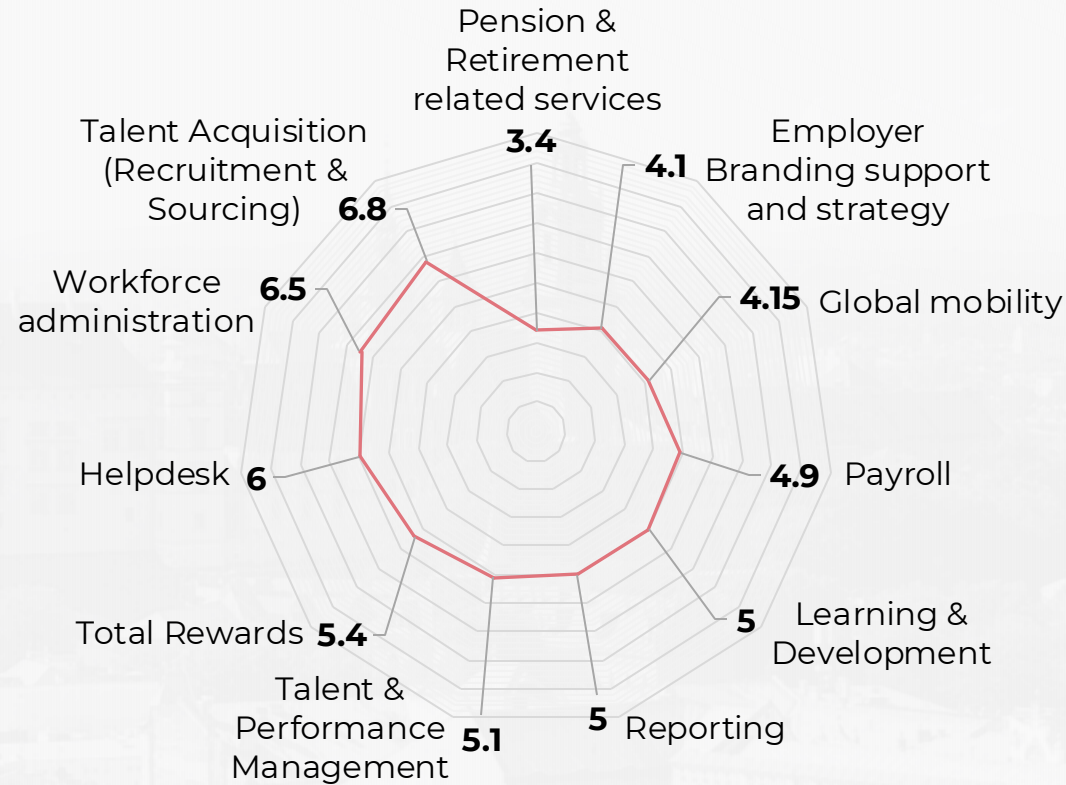 Pension &
Retirement
related services
3.4
Employer
4.1 Branding support
and strategy
4.15 Global mobility
4.9 Payroll
5 Learning &
Development
5 Reporting
Talent &
Performance 5.1
Management
Total Rewards 5.4
Helpdesk 6
Workforce 6.5
administration
Talent Acquisition
(Recruitment &
Sourcing) 6.8